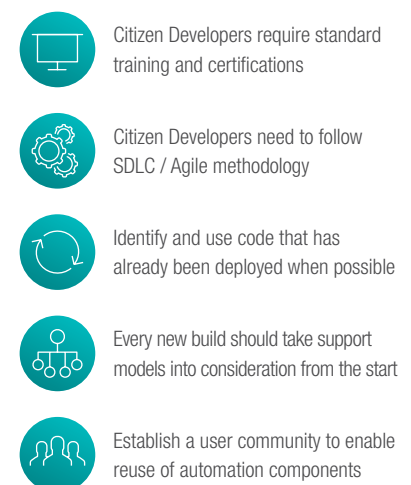 Citizen Developers require standard
training and certifications
Citizen Developers need to follow
SDLC / Agile methodology
Identify and use code that has
already been deployed when possible
Every new build should take support
models into consideration from the start
Establish a user community to enable
reuse of automation components